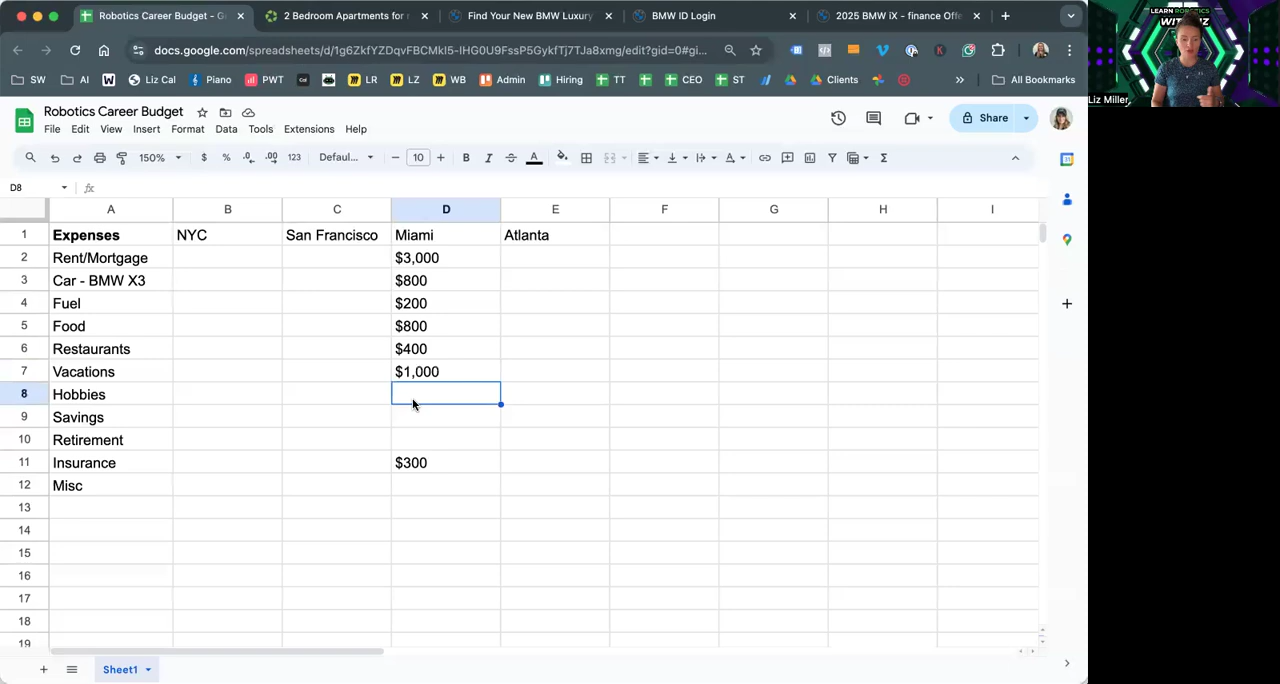 Robotics Career Budget - G
2 Bedroom Apartments for
Find Your New BMW Luxury
BMW ID Login
2025 BMW iX - finance Offe
docs.google.com/spreadsheets/d/1g6ZkfYZDqvFBCMkI5-IHG0U9FssP5GykfTj7TJa8xmg/edit?gid=0#gi...
SW
AI
W
Liz Cal
Piano
PWT
Cal
LR
LZ
WB
Admin
Hiring
TT
CEO
ST
Clients
All Bookmarks
Robotics Career Budget
File Edit View Insert Format Data Tools Extensions Help
Share
150% $ % .0 .00 123 Defaul... 10 B I A
D8 fx
A B C D E F G H I
1 Expenses NYC San Francisco Miami Atlanta
2 Rent/Mortgage $3,000
3 Car - BMW X3 $800
4 Fuel $200
5 Food $800
6 Restaurants $400
7 Vacations $1,000
8 Hobbies
9 Savings
10 Retirement
11 Insurance $300
12 Misc
13
14
15
16
17
18
19
Sheet1
LEARN ROBOTICS
WITH LIZ
Liz Miller